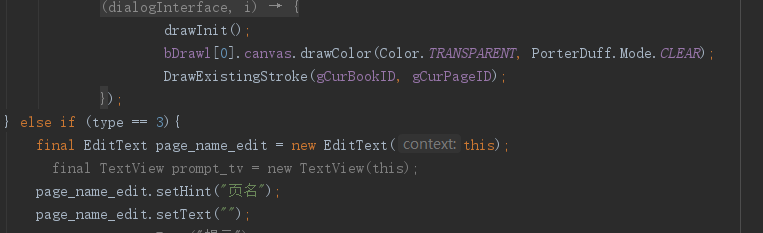 (dialogInterface, i) → {
drawInit();
bDrawl[0].canvas.drawColor(Color.TRANSPARENT, PorterDuff.Mode.CLEAR);
DrawExistingStroke(gCurBookID, gCurPageID);
});
} else if (type == 3){
final EditText page_name_edit = new EditText( context: this);
final TextView prompt_tv = new TextView(this);
page_name_edit.setHint("页名");
page_name_edit.setText("");